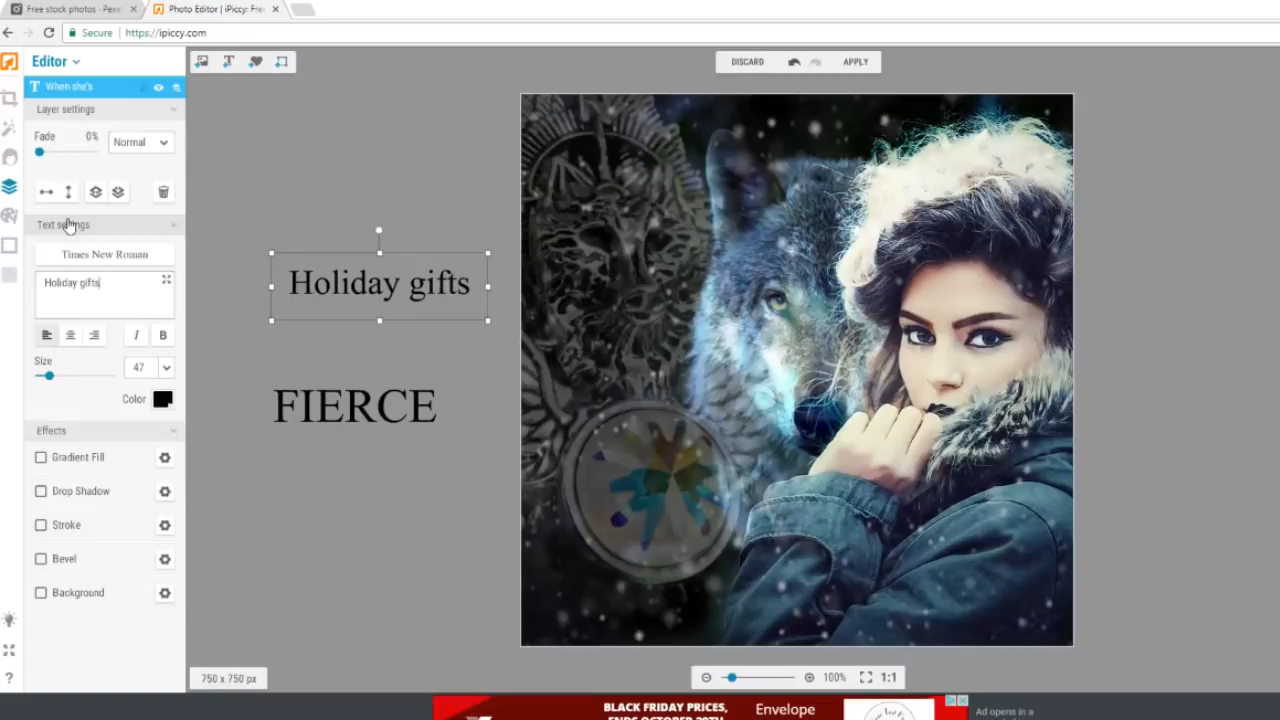 Free stock photos - Pexe
Photo Editor | iPiccy: Free
Secure
https://ipiccy.com
Editor
DISCARD
APPLY
When she's
Layer settings
Fade 0%
Normal
Text settings
Times New Roman
Holiday gifts
I B
Size
47
Color
Effects
Gradient Fill
Drop Shadow
Stroke
Bevel
Background
Holiday gifts
FIERCE
750 x 750 px
100%
1:1
?
BLACK FRIDAY PRICES,
ENDS OCTOBER 29TH
Envelope
Ad opens in a